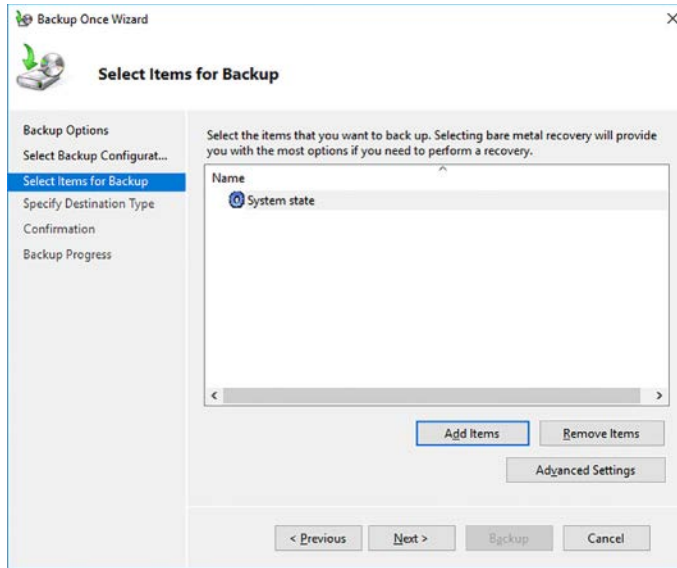 Backup Once Wizard
Select Items for Backup
Backup Options
Select Backup Configurat...
Select Items for Backup
Specify Destination Type
Confirmation
Backup Progress
Select the items that you want to back up. Selecting bare metal recovery will provide
you with the most options if you need to perform a recovery.
Name
System state
Add Items
Remove Items
Advanced Settings
< Previous
Next >
Backup
Cancel